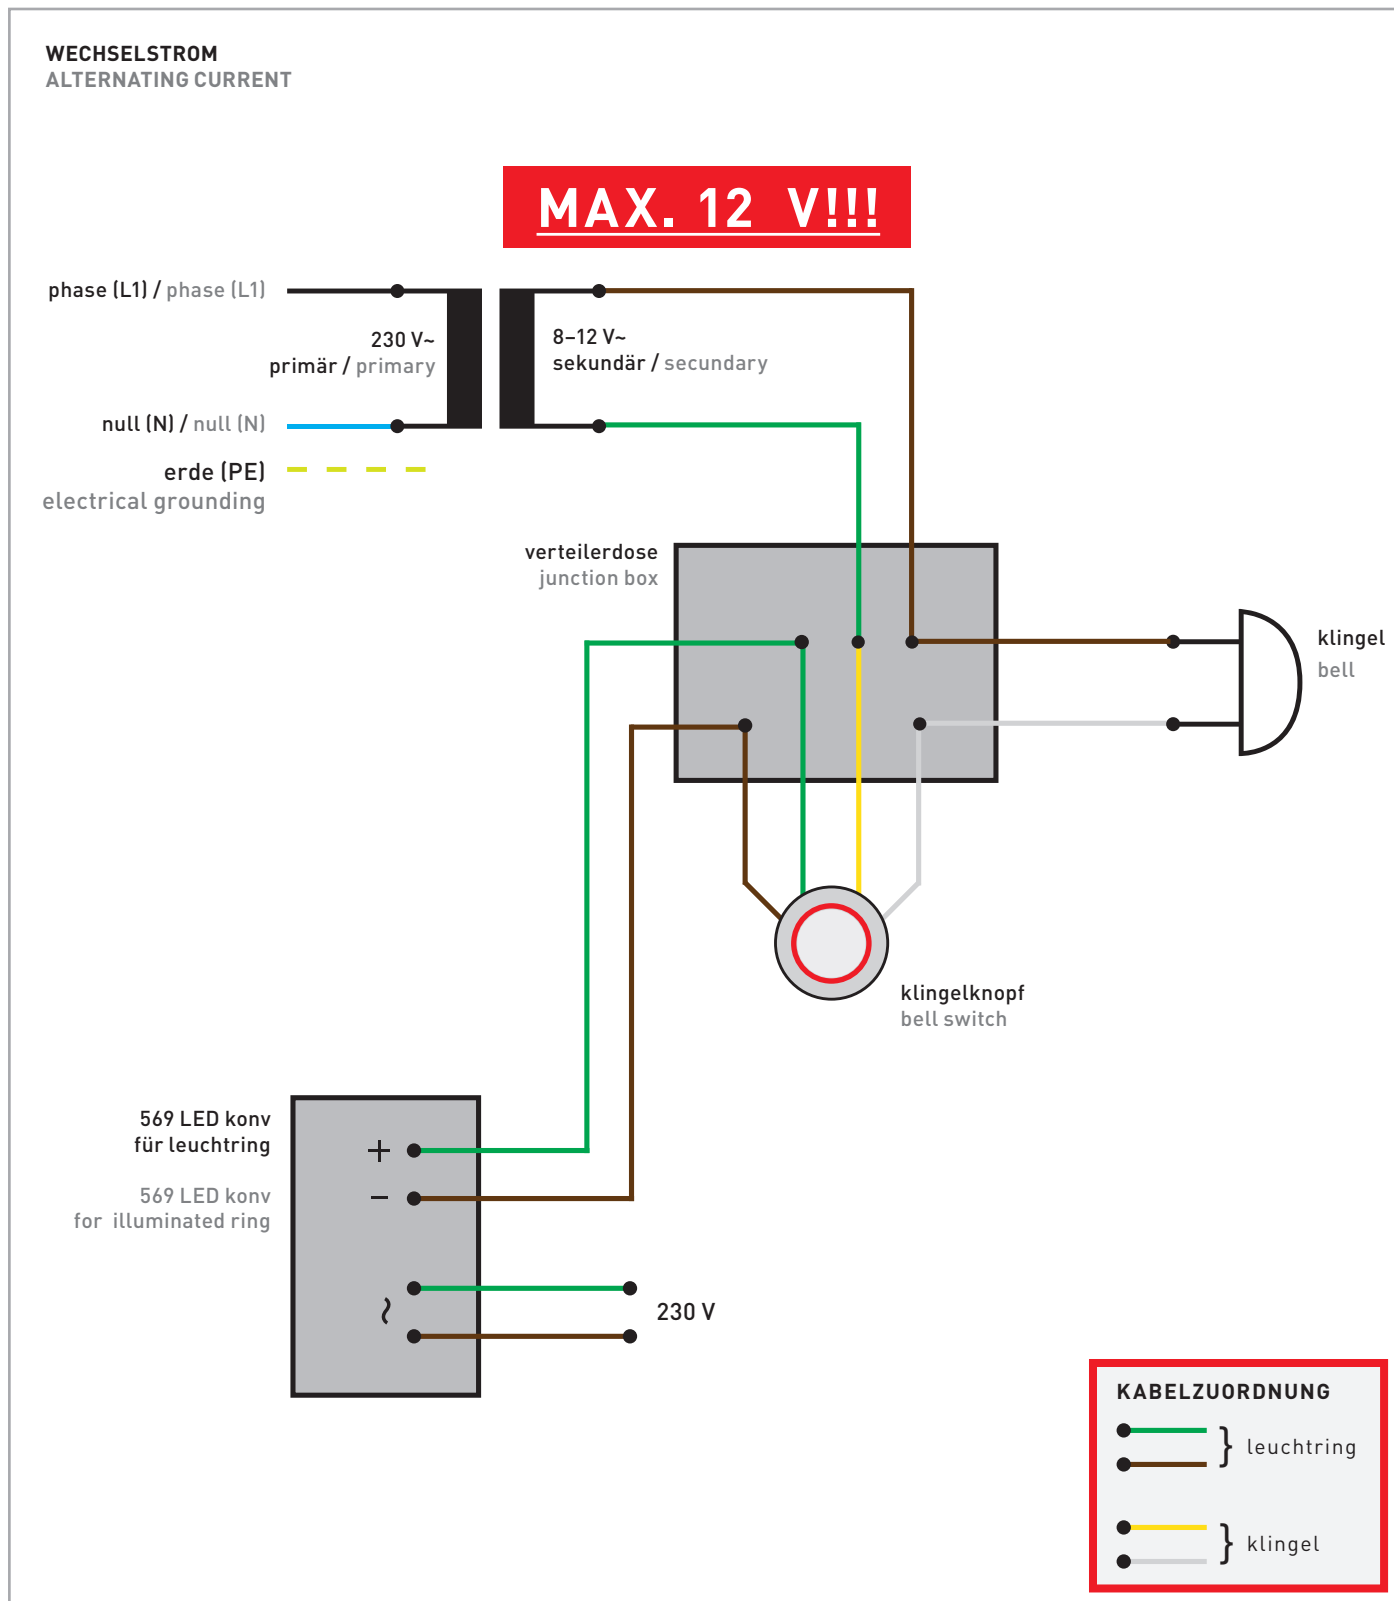 WECHSELSTROM
ALTERNATING CURRENT
MAX. 12 V!!!
phase (L1) / phase (L1)
230 V~
primär / primary
8–12 V~
sekundär / secundary
null (N) / null (N)
erde (PE)
electrical grounding
verteilerdose
junction box
klingel
bell
klingelknopf
bell switch
569 LED konv
für leuchtring
569 LED konv
for illuminated ring
+
–
~
230 V
KABELZUORDNUNG
} leuchtring
} klingel